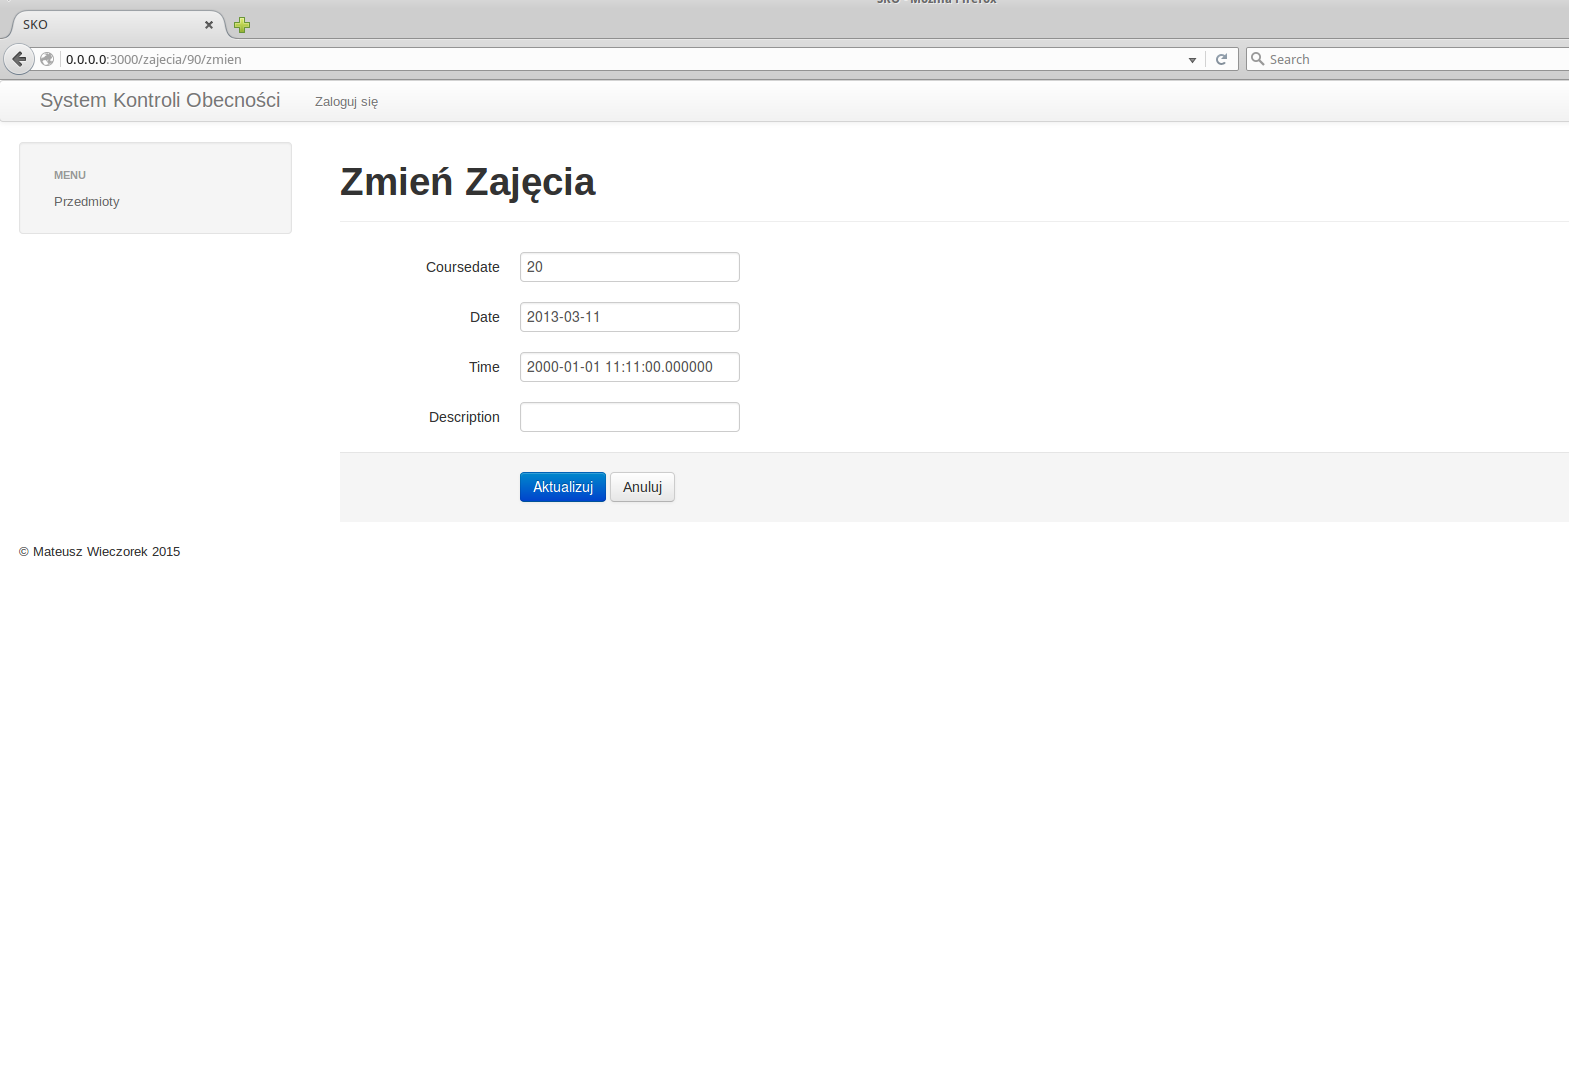 SKO - Mozilla Firefox
SKO
0.0.0.0:3000/zajecia/90/zmien
Search
System Kontroli Obecności Zaloguj się
MENU
Przedmioty
Zmień Zajęcia
Coursedate 20
Date 2013-03-11
Time 2000-01-01 11:11:00.000000
Description
Aktualizuj Anuluj
© Mateusz Wieczorek 2015